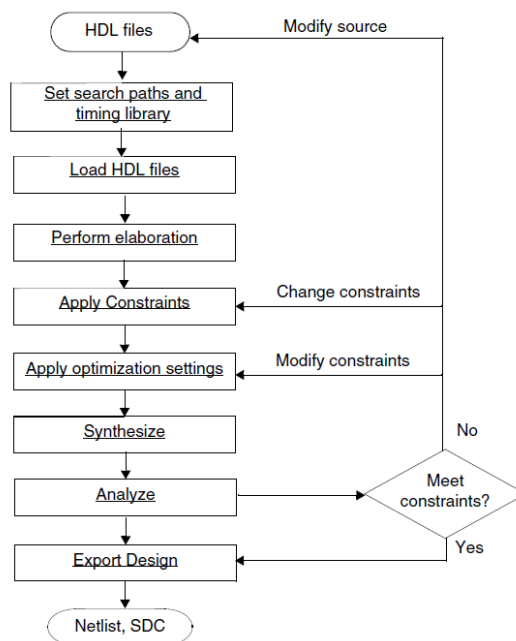 HDL files
Modify source
Set search paths and
timing library
Load HDL files
Perform elaboration
Apply Constraints
Change constraints
Apply optimization settings
Modify constraints
Synthesize
No
Analyze
Meet
constraints?
Yes
Export Design
Netlist, SDC